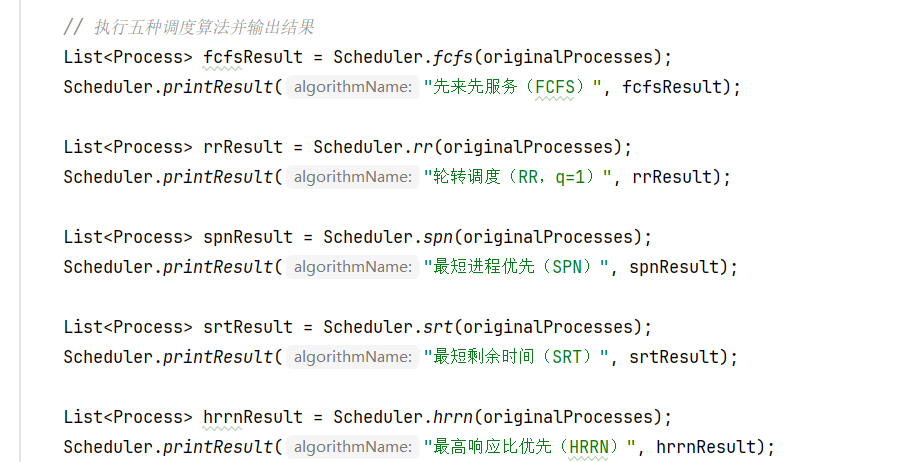 // 执行五种调度算法并输出结果
List<Process> fcfsResult = Scheduler.fcfs(originalProcesses);
Scheduler.printResult( algorithmName: "先来先服务（FCFS）", fcfsResult);
List<Process> rrResult = Scheduler.rr(originalProcesses);
Scheduler.printResult( algorithmName: "轮转调度（RR，q=1）", rrResult);
List<Process> spnResult = Scheduler.spn(originalProcesses);
Scheduler.printResult( algorithmName: "最短进程优先（SPN）", spnResult);
List<Process> srtResult = Scheduler.srt(originalProcesses);
Scheduler.printResult( algorithmName: "最短剩余时间（SRT）", srtResult);
List<Process> hrrnResult = Scheduler.hrrn(originalProcesses);
Scheduler.printResult( algorithmName: "最高响应比优先（HRRN）", hrrnResult);